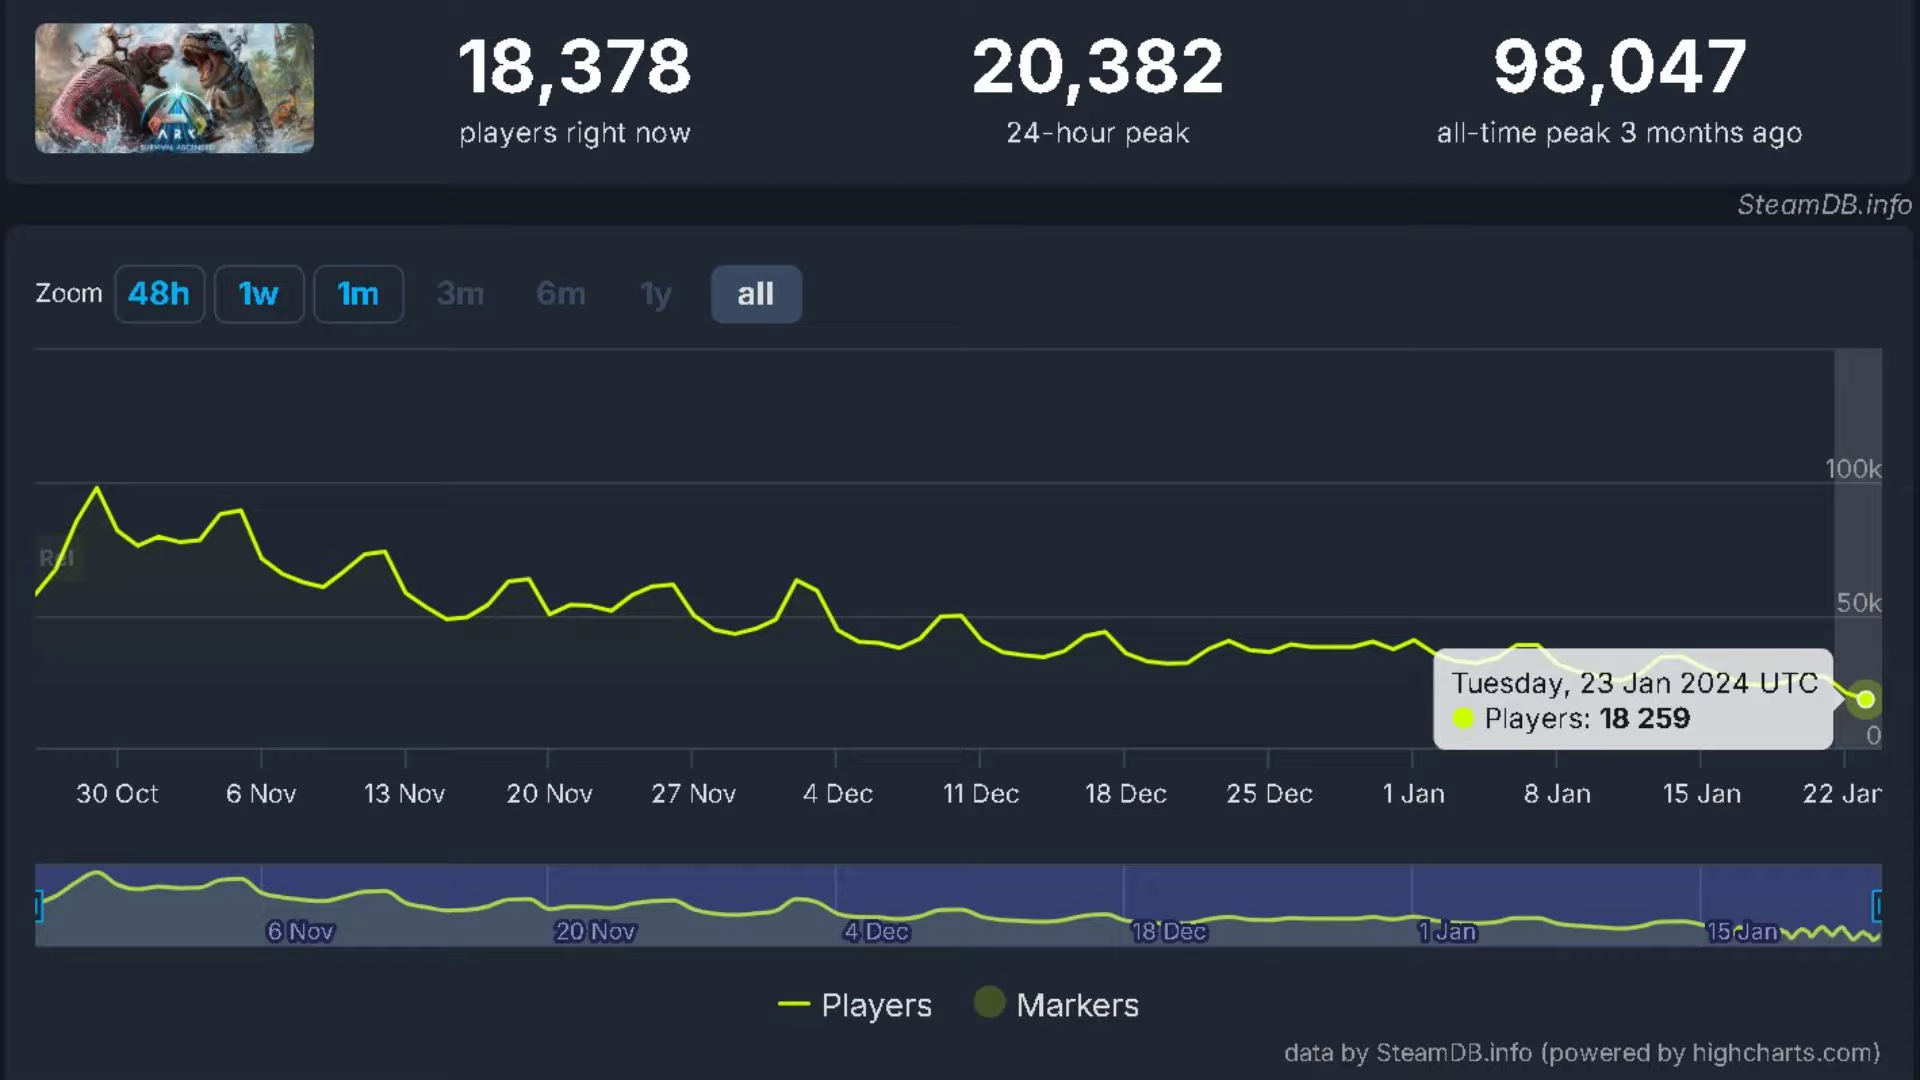 18,378
players right now
20,382
24-hour peak
98,047
all-time peak 3 months ago
ARK
SURVIVAL ASCENDED
SteamDB.info
Zoom 48h 1w 1m 3m 6m 1y all
100k
50k
0
Rel
Tuesday, 23 Jan 2024 UTC
Players: 18 259
30 Oct 6 Nov 13 Nov 20 Nov 27 Nov 4 Dec 11 Dec 18 Dec 25 Dec 1 Jan 8 Jan 15 Jan 22 Jan
6 Nov 20 Nov 4 Dec 18 Dec 1 Jan 15 Jan
Players Markers
data by SteamDB.info (powered by highcharts.com)